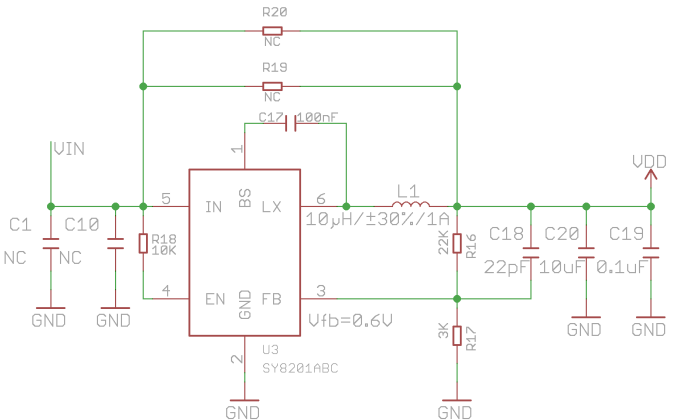 R20
NC
R19
NC
C17 100nF
VIN
VDD
1
BS
5
IN
LX
6
L1
10µH/±30%/1A
C1
NC
C10
NC
R18
10K
22K
R16
C18
22pF
C20
10uF
C19
0.1uF
4
EN
GND
FB
3
Vfb=0.6V
GND
GND
3K
R17
GND
GND
2
U3
SY8201ABC
GND
GND